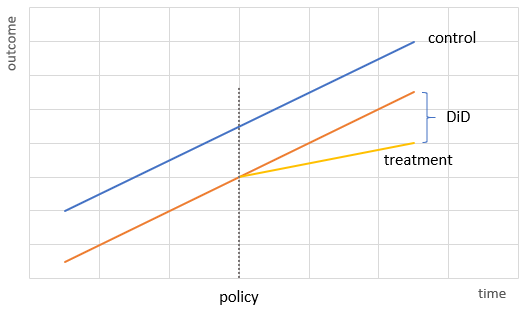 outcome
control
DiD
treatment
policy
time